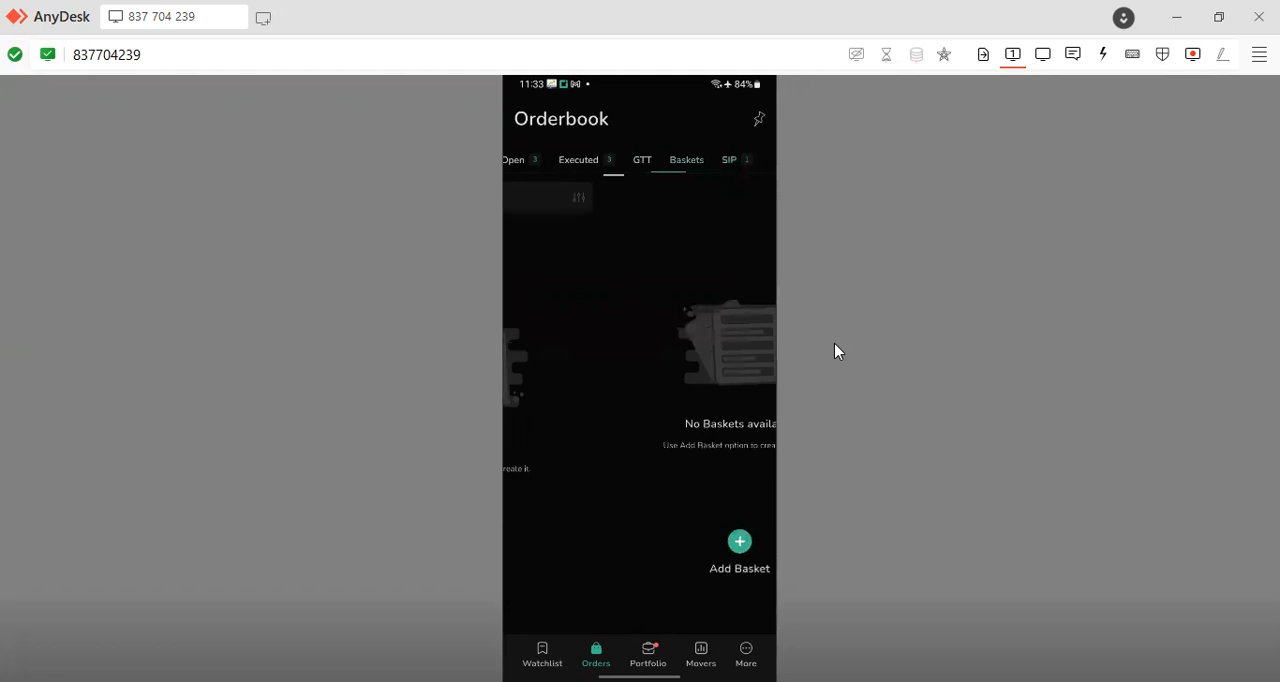 AnyDesk 837 704 239
837704239
1
11:33 84%
Orderbook
Open 3 Executed 3 GTT Baskets SIP 1
No Baskets availa
Use Add Basket option to crea
reate it.
Add Basket
Watchlist Orders Portfolio Movers More